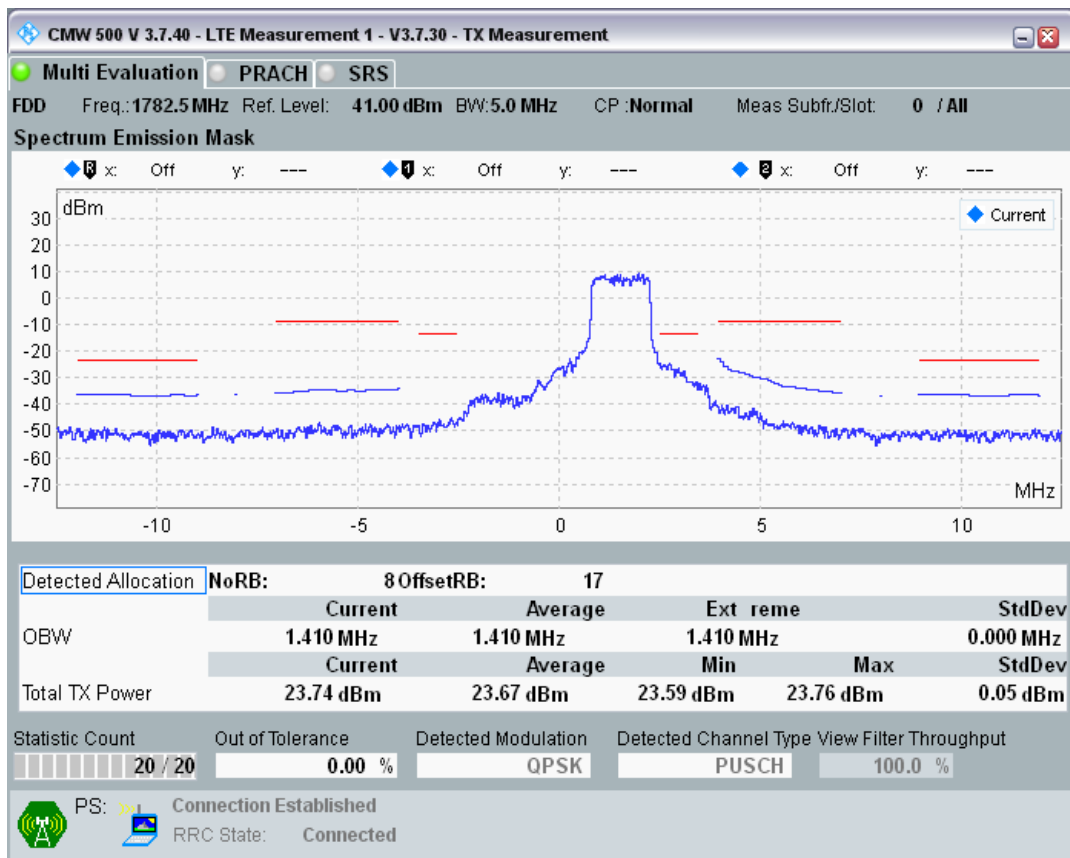 CMW 500 V 3.7.40 - LTE Measurement 1 - V3.7.30 - TX Measurement
Multi Evaluation PRACH SRS
FDD Freq.:1782.5 MHz Ref. Level: 41.00 dBm BW:5.0 MHz CP :Normal Meas Subfr./Slot: 0 / All
Spectrum Emission Mask
R x: Off y: --- 1 x: Off y: --- 2 x: Off y: ---
dBm
Current
30
20
10
0
-10
-20
-30
-40
-50
-60
-70
MHz
-10 -5 0 5 10
Detected Allocation NoRB: 8 OffsetRB: 17
Current Average Ext reme StdDev
OBW 1.410 MHz 1.410 MHz 1.410 MHz 0.000 MHz
Current Average Min Max StdDev
Total TX Power 23.74 dBm 23.67 dBm 23.59 dBm 23.76 dBm 0.05 dBm
Statistic Count Out of Tolerance Detected Modulation Detected Channel Type View Filter Throughput
20 / 20 0.00 % QPSK PUSCH 100.0 %
PS: Connection Established
RRC State: Connected